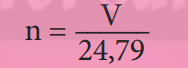 n = V / 24,79